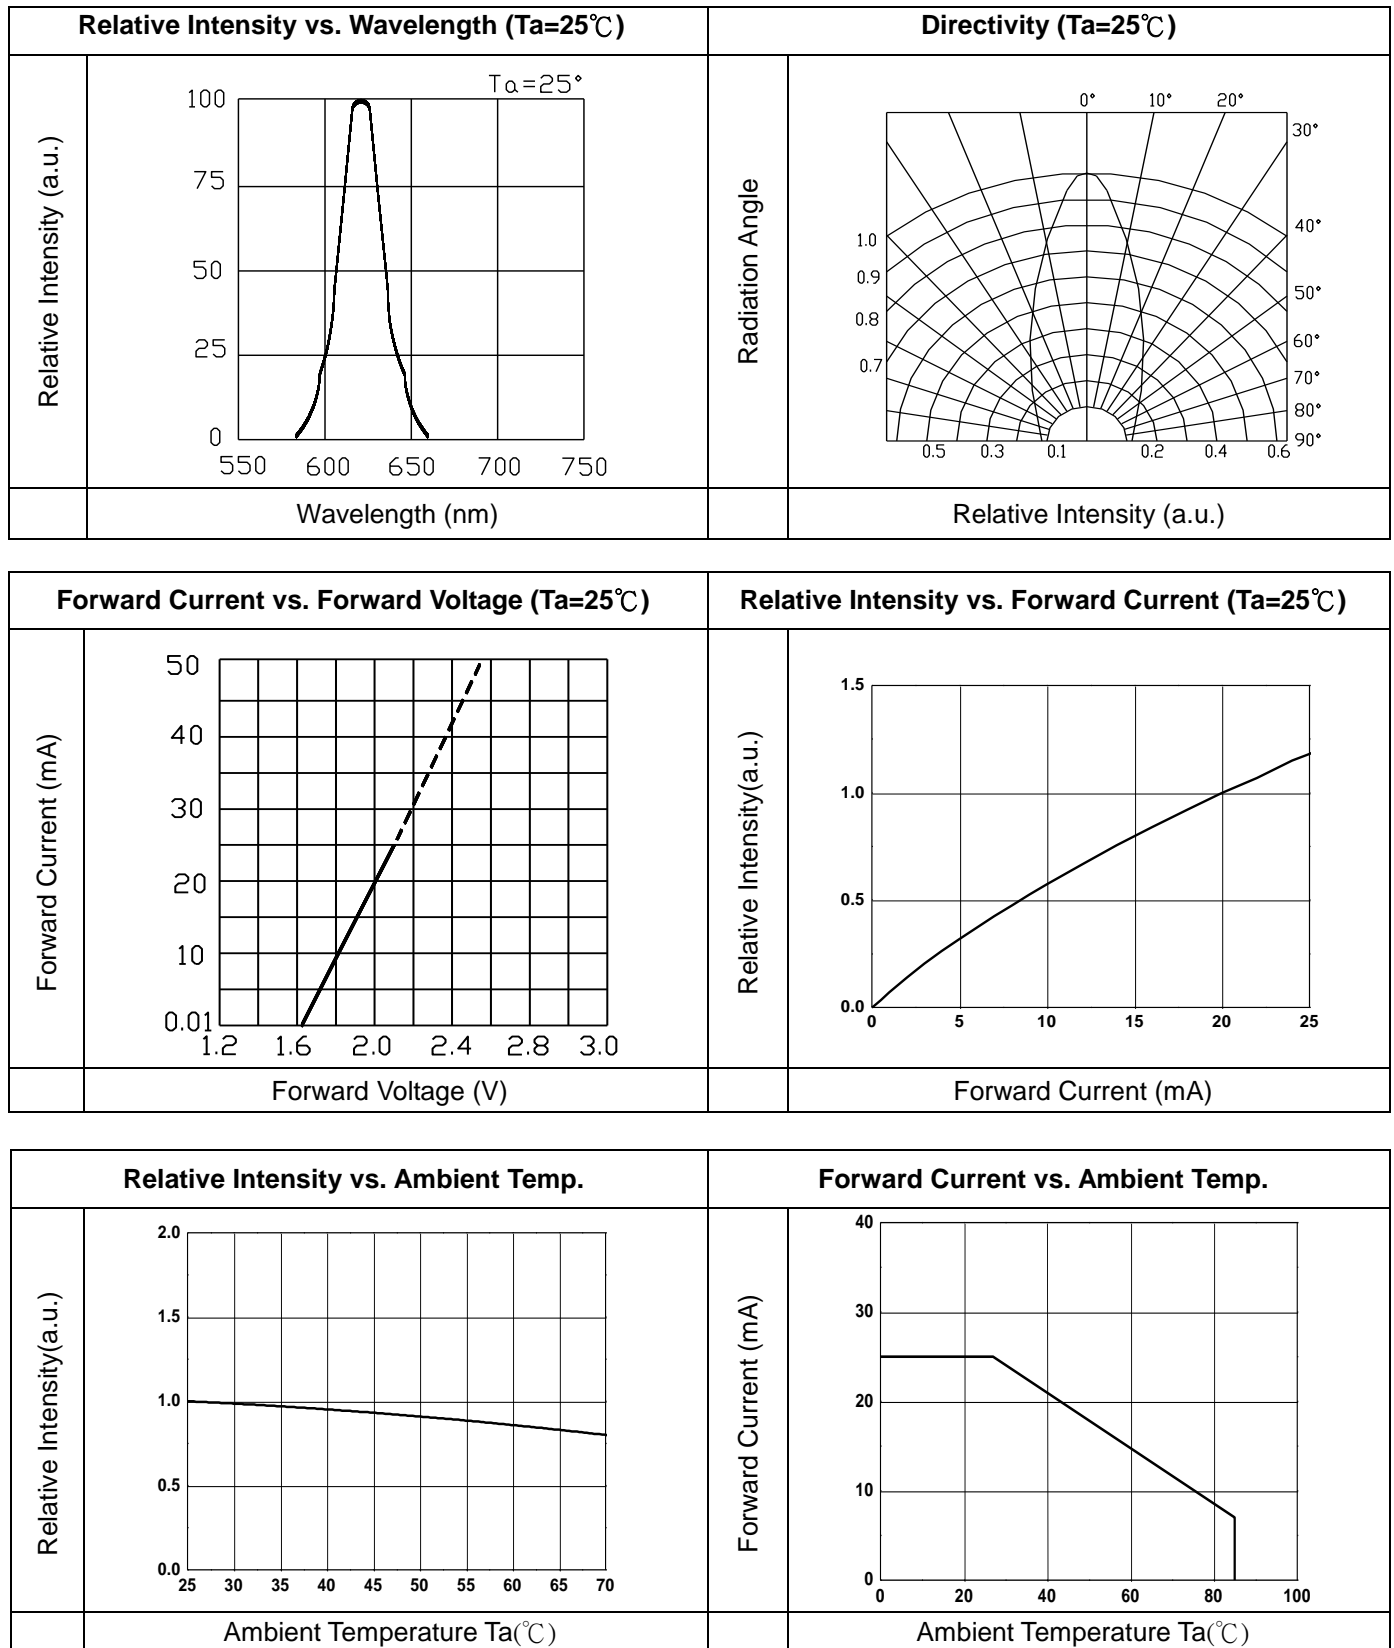 Relative Intensity vs. Wavelength (Ta=25℃)
Directivity (Ta=25℃)
Relative Intensity (a.u.)
Ta=25°
100
75
50
25
0
550 600 650 700 750
Wavelength (nm)
Radiation Angle
0° 10° 20°
30°
40°
50°
60°
70°
80°
90°
1.0
0.9
0.8
0.7
0.5 0.3 0.1 0.2 0.4 0.6
Relative Intensity (a.u.)
Forward Current vs. Forward Voltage (Ta=25℃)
Relative Intensity vs. Forward Current (Ta=25℃)
Forward Current (mA)
50
40
30
20
10
0.01
1.2 1.6 2.0 2.4 2.8 3.0
Forward Voltage (V)
Relative Intensity(a.u.)
1.5
1.0
0.5
0.0
0 5 10 15 20 25
Forward Current (mA)
Relative Intensity vs. Ambient Temp.
Forward Current vs. Ambient Temp.
Relative Intensity(a.u.)
2.0
1.5
1.0
0.5
0.0
25 30 35 40 45 50 55 60 65 70
Ambient Temperature Ta(℃)
Forward Current (mA)
40
30
20
10
0
0 20 40 60 80 100
Ambient Temperature Ta(℃)